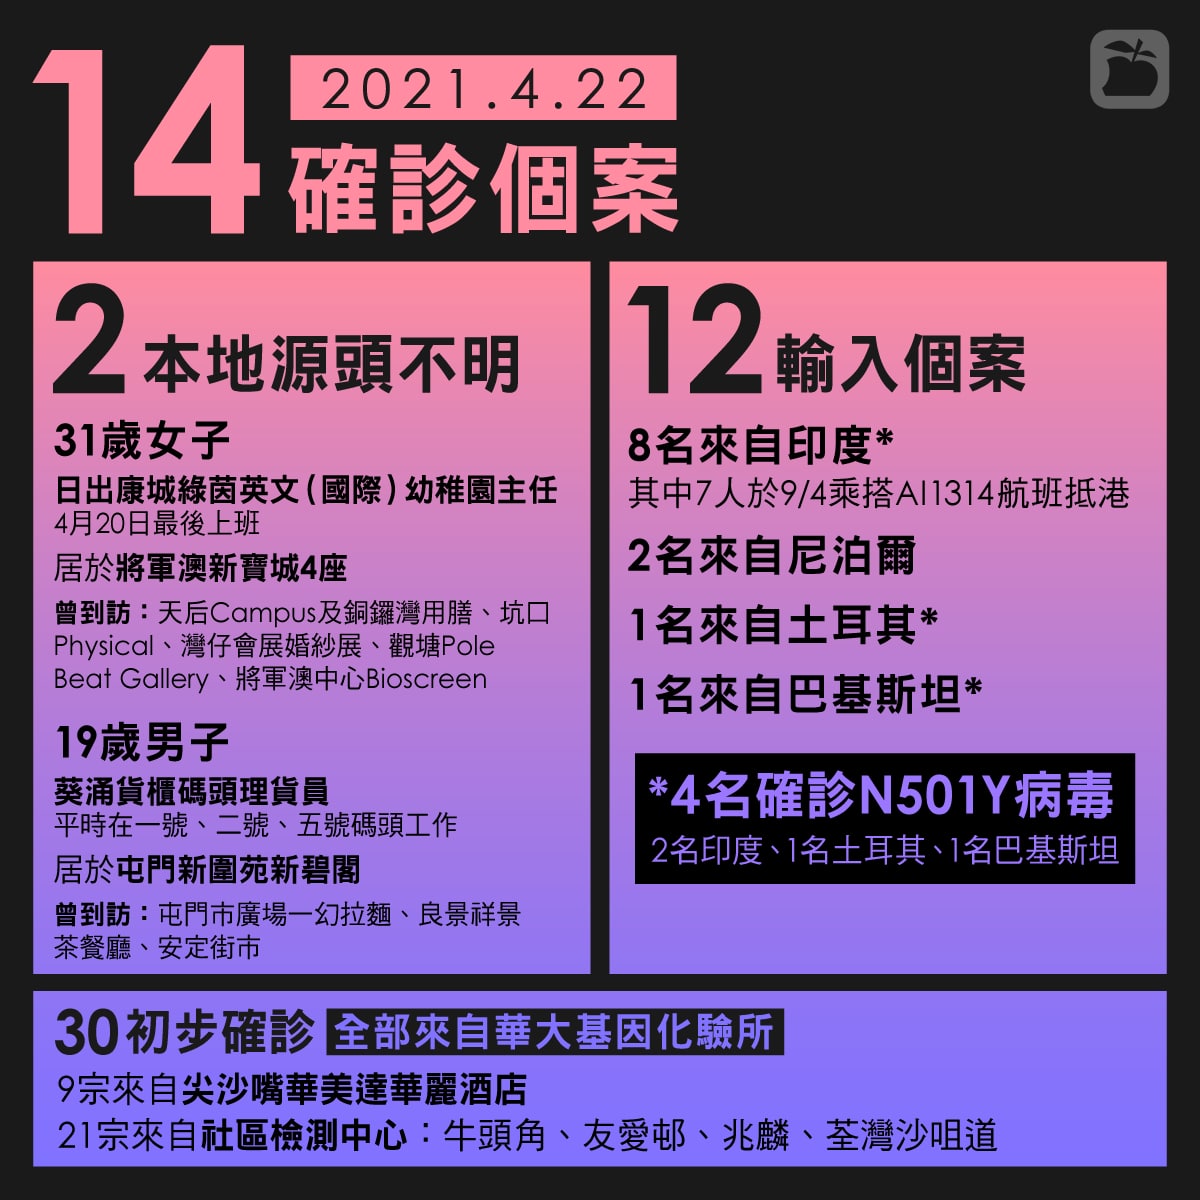 14
2021.4.22
確診個案
2本地源頭不明
31歲女子
日出康城綠茵英文(國際)幼稚園主任
4月20日最後上班
居於將軍澳新寶城4座
曾到訪：天后Campus及銅鑼灣用膳、坑口
Physical、灣仔會展婚紗展、觀塘Pole
Beat Gallery、將軍澳中心Bioscreen
19歲男子
葵涌貨櫃碼頭理貨員
平時在一號、二號、五號碼頭工作
居於屯門新圍苑新碧閣
曾到訪：屯門市廣場一幻拉麵、良景祥景
茶餐廳、安定街市
12輸入個案
8名來自印度*
其中7人於9/4乘搭AI1314航班抵港
2名來自尼泊爾
1名來自土耳其*
1名來自巴基斯坦*
*4名確診N501Y病毒
2名印度、1名土耳其、1名巴基斯坦
30初步確診 全部來自華大基因化驗所
9宗來自尖沙嘴華美達華麗酒店
21宗來自社區檢測中心：牛頭角、友愛邨、兆麟、荃灣沙咀道